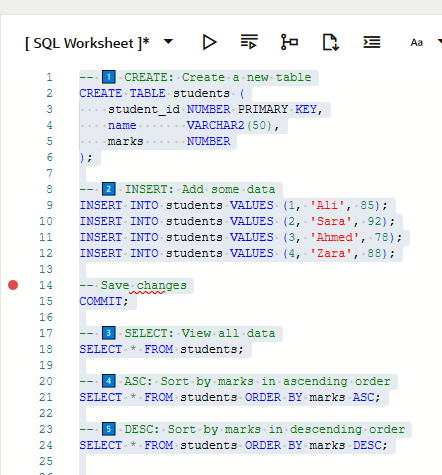 [ SQL Worksheet ]* Aa
1 -- 1️⃣ CREATE: Create a new table
2 CREATE TABLE students (
3     student_id NUMBER PRIMARY KEY,
4     name       VARCHAR2(50),
5     marks      NUMBER
6 );
7
8 -- 2️⃣ INSERT: Add some data
9 INSERT INTO students VALUES (1, 'Ali', 85);
10 INSERT INTO students VALUES (2, 'Sara', 92);
11 INSERT INTO students VALUES (3, 'Ahmed', 78);
12 INSERT INTO students VALUES (4, 'Zara', 88);
13
14 -- Save changes
15 COMMIT;
16
17 -- 3️⃣ SELECT: View all data
18 SELECT * FROM students;
19
20 -- 4️⃣ ASC: Sort by marks in ascending order
21 SELECT * FROM students ORDER BY marks ASC;
22
23 -- 5️⃣ DESC: Sort by marks in descending order
24 SELECT * FROM students ORDER BY marks DESC;
25